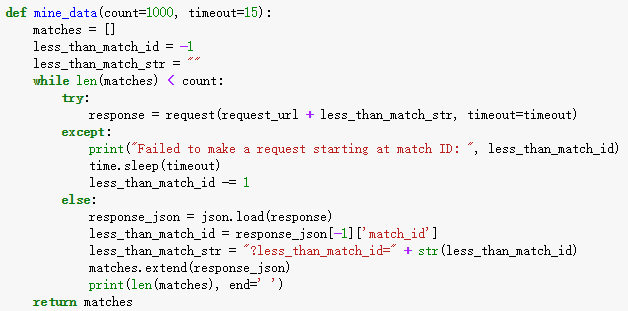 def mine_data(count=1000, timeout=15):
    matches = []
    less_than_match_id = -1
    less_than_match_str = ""
    while len(matches) < count:
        try:
            response = request(request_url + less_than_match_str, timeout=timeout)
        except:
            print("Failed to make a request starting at match ID: ", less_than_match_id)
            time.sleep(timeout)
            less_than_match_id -= 1
        else:
            response_json = json.load(response)
            less_than_match_id = response_json[-1]['match_id']
            less_than_match_str = "?less_than_match_id=" + str(less_than_match_id)
            matches.extend(response_json)
            print(len(matches), end=' ')
    return matches